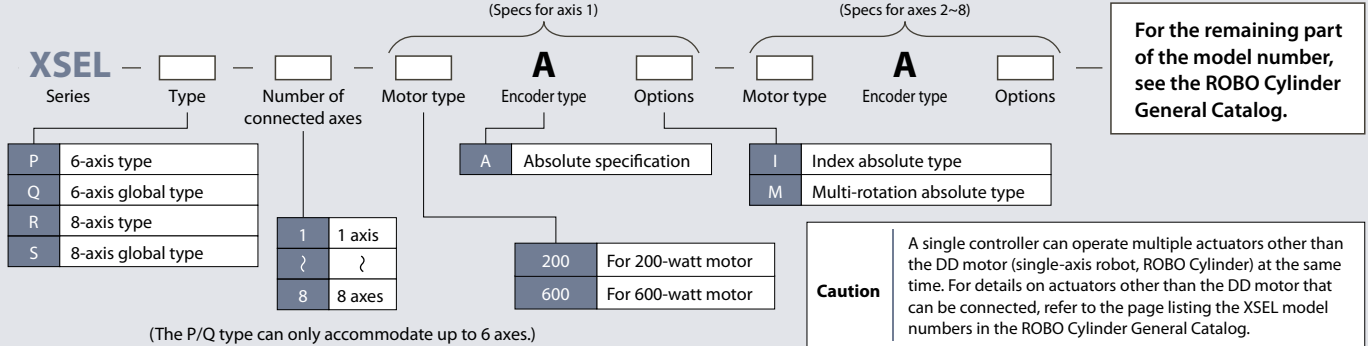 (Specs for axis 1)
(Specs for axes 2~8)
XSEL — — — A — A —
Series Type Number of connected axes Motor type Encoder type Options Motor type Encoder type Options
For the remaining part
of the model number,
see the ROBO Cylinder
General Catalog.
P 6-axis type
Q 6-axis global type
R 8-axis type
S 8-axis global type
1 1 axis
≀ ≀
8 8 axes
(The P/Q type can only accommodate up to 6 axes.)
A Absolute specification
200 For 200-watt motor
600 For 600-watt motor
I Index absolute type
M Multi-rotation absolute type
Caution
A single controller can operate multiple actuators other than
the DD motor (single-axis robot, ROBO Cylinder) at the same
time. For details on actuators other than the DD motor that
can be connected, refer to the page listing the XSEL model
numbers in the ROBO Cylinder General Catalog.